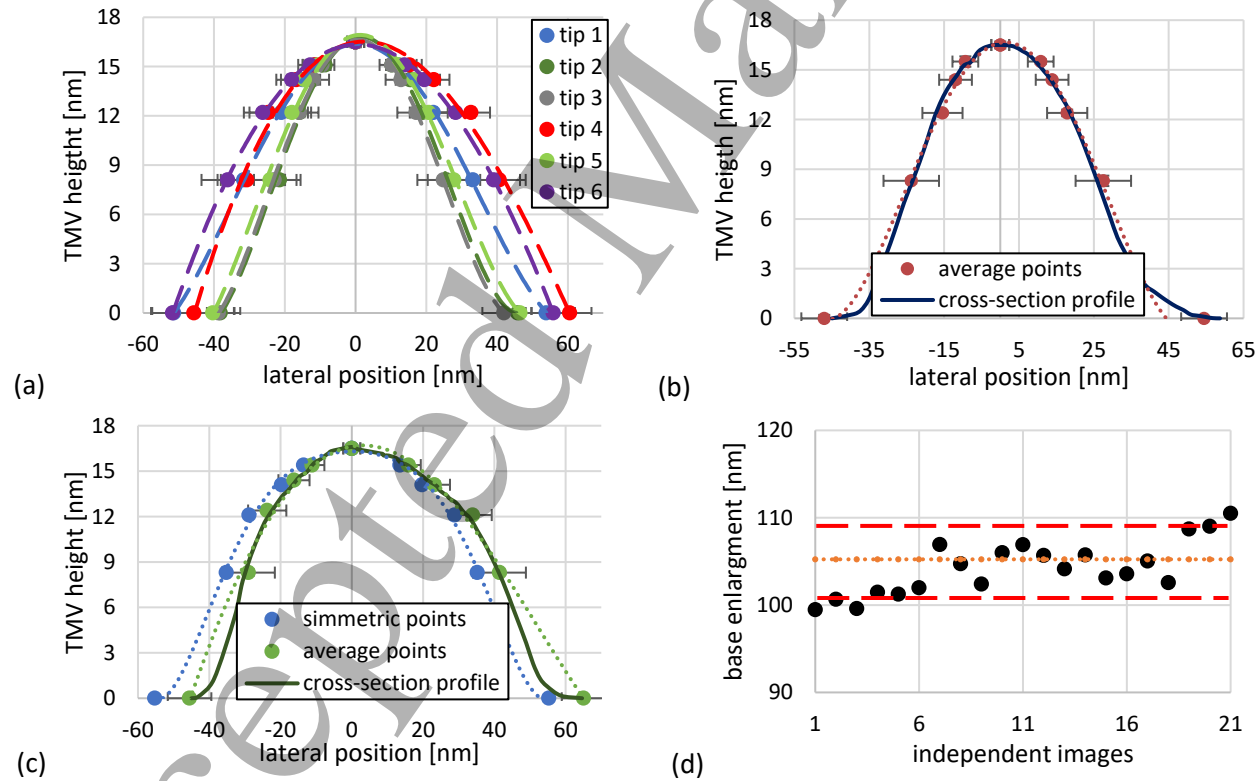 TMV heigtht [nm]
18
15
12
9
6
3
0
-60 -40 -20 0 20 40 60
lateral position [nm]
tip 1
tip 2
tip 3
tip 4
tip 5
tip 6
(a)
TMV heigth [nm]
18
15
12
9
6
3
0
-55 -35 -15 5 25 45 65
lateral position [nm]
average points
cross-section profile
(b)
TMV height [nm]
18
15
12
9
6
3
0
-60 -40 -20 0 20 40 60
lateral position [nm]
simmetric points
average points
cross-section profile
(c)
base enlargment [nm]
120
110
100
90
1 6 11 16 21
independent images
(d)